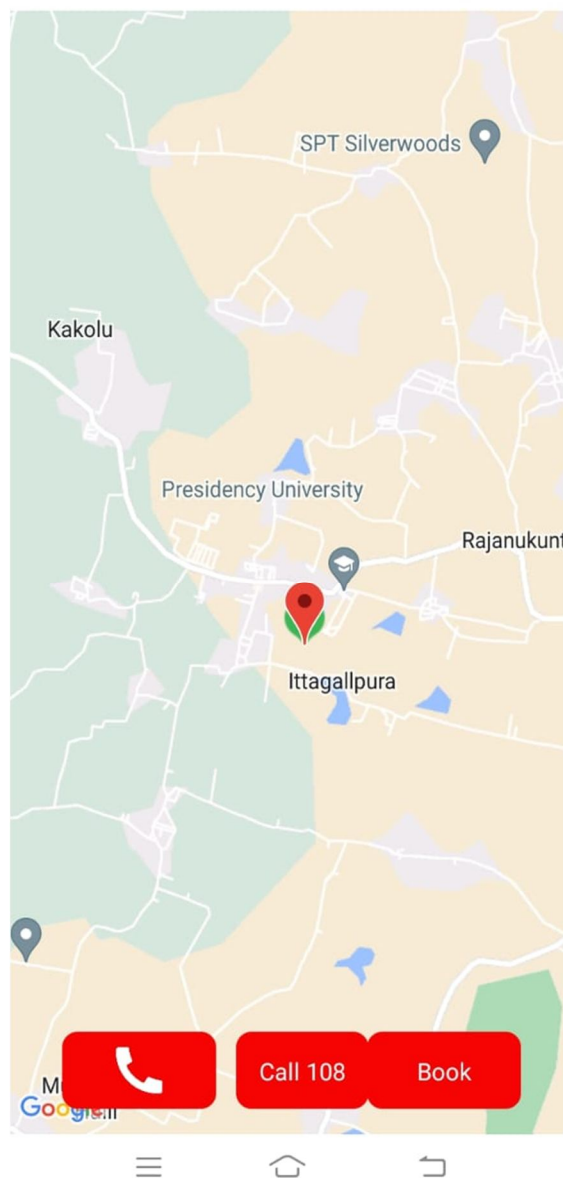 SPT Silverwoods
Kakolu
Presidency University
Rajanukunt
Ittagallpura
Call 108
Book
M
Google